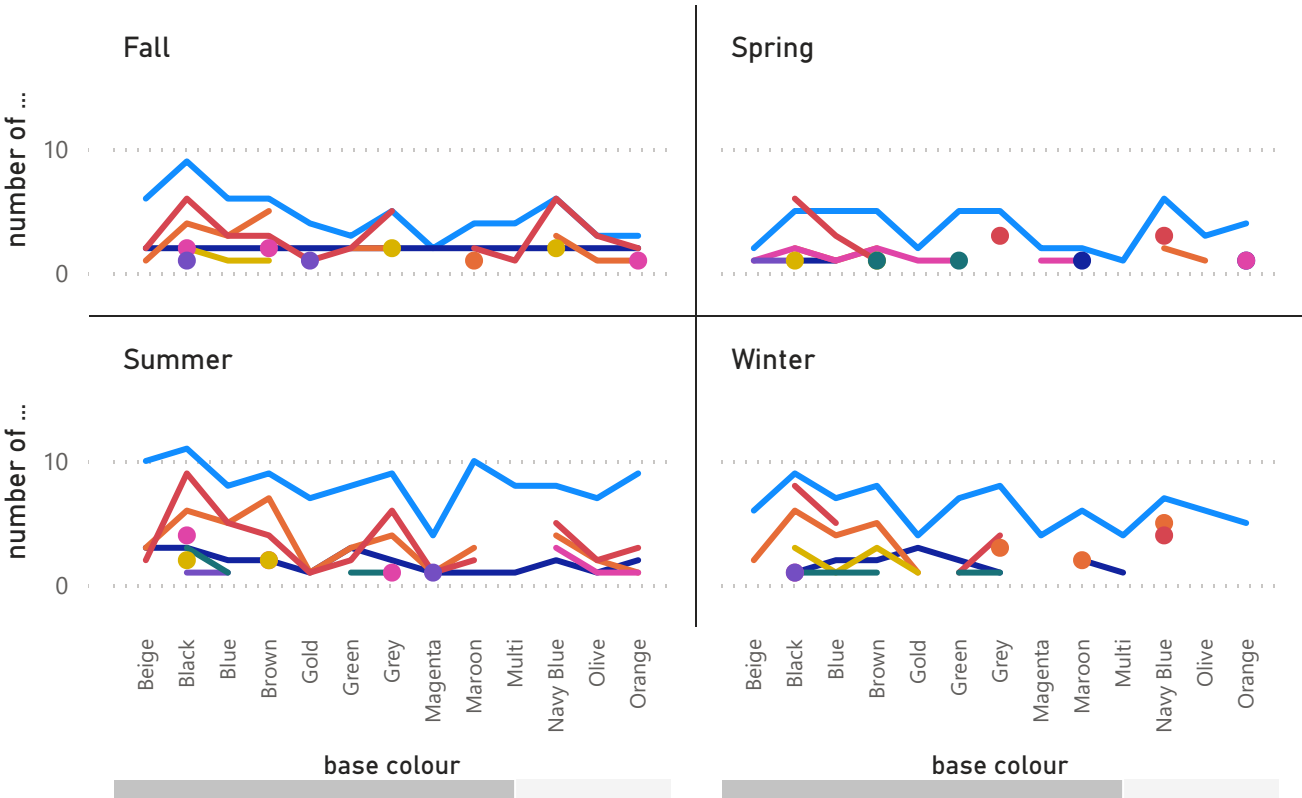 Fall
Spring
number of ...
10
0
Summer
Winter
number of ...
10
0
Beige
Black
Blue
Brown
Gold
Green
Grey
Magenta
Maroon
Multi
Navy Blue
Olive
Orange
Beige
Black
Blue
Brown
Gold
Green
Grey
Magenta
Maroon
Multi
Navy Blue
Olive
Orange
base colour
base colour